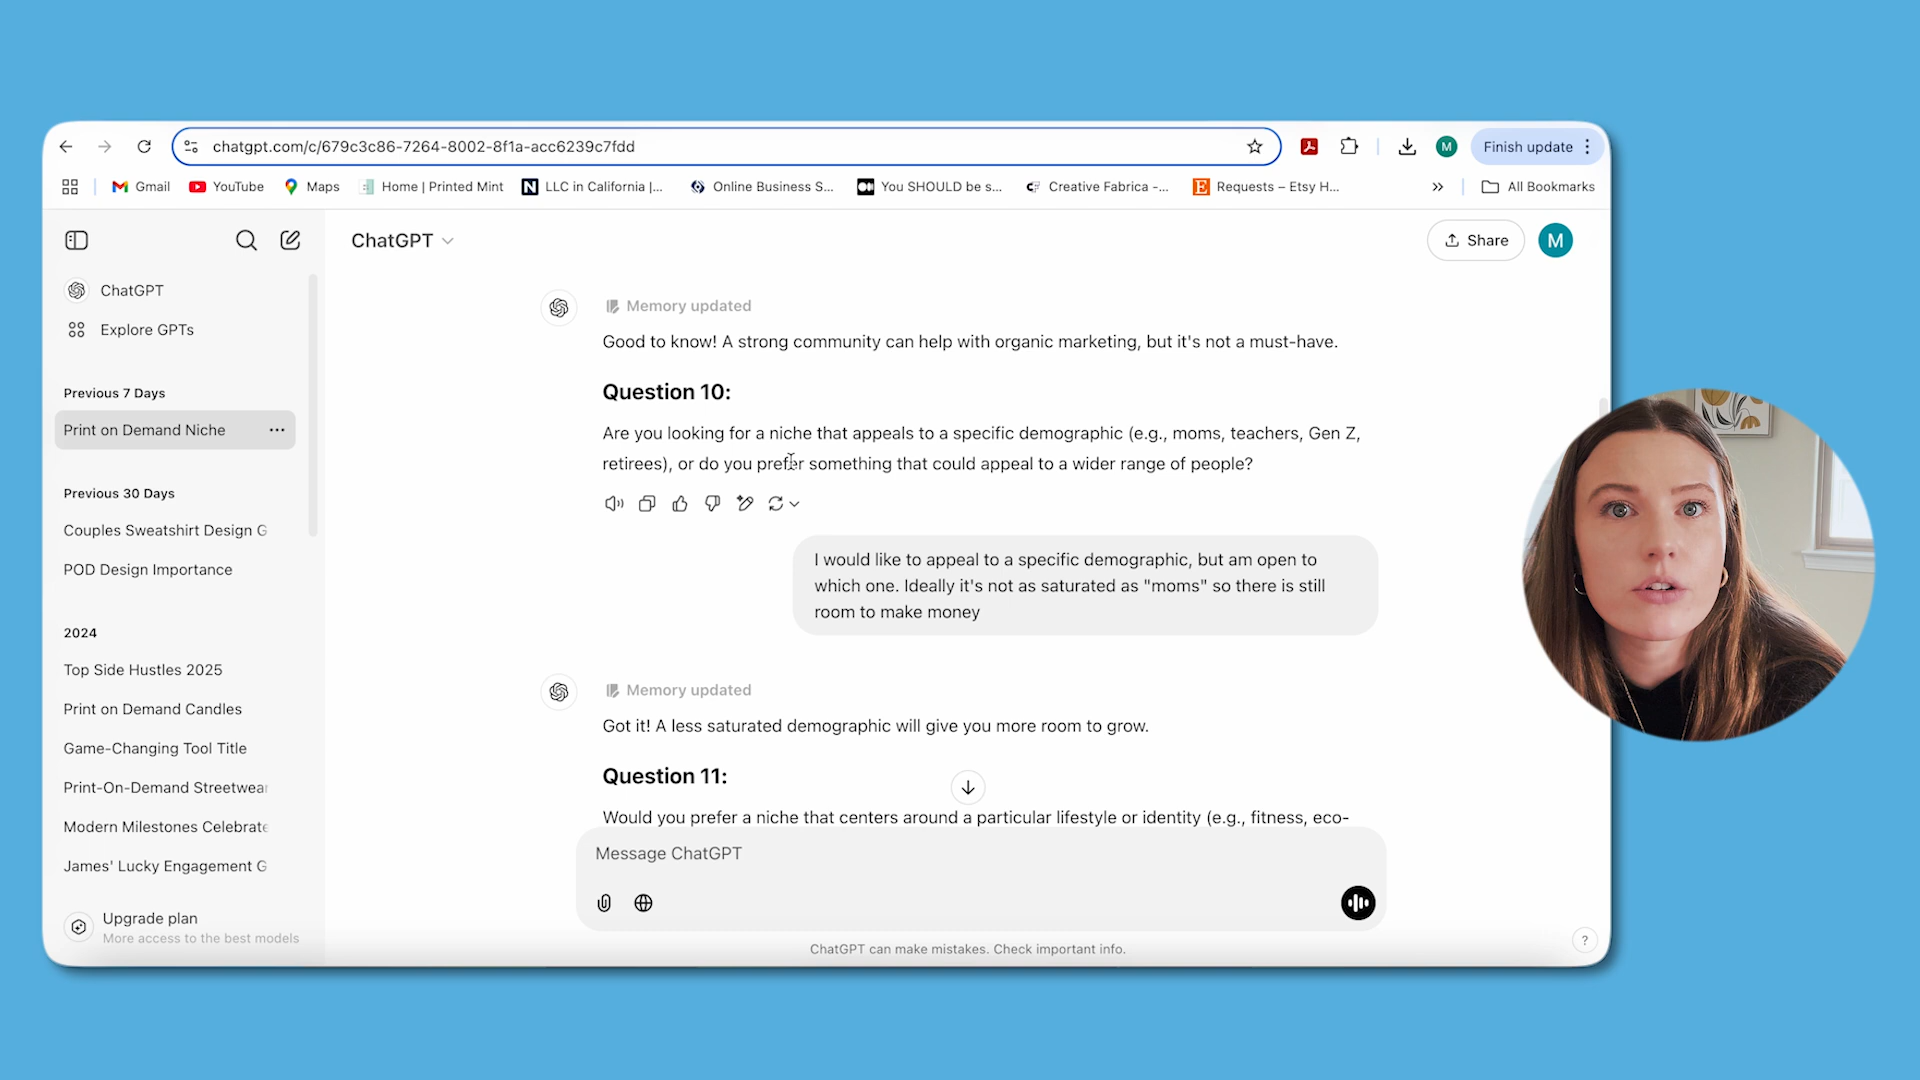 chatgpt.com/c/679c3c86-7264-8002-8f1a-acc6239c7fdd
M
Finish update
Gmail
YouTube
Maps
Home | Printed Mint
LLC in California |...
Online Business S...
You SHOULD be s...
Creative Fabrica -...
Requests – Etsy H...
All Bookmarks
ChatGPT
Share
M
ChatGPT
Explore GPTs
Previous 7 Days
Print on Demand Niche
Previous 30 Days
Couples Sweatshirt Design G
POD Design Importance
2024
Top Side Hustles 2025
Print on Demand Candles
Game-Changing Tool Title
Print-On-Demand Streetwear
Modern Milestones Celebrate
James' Lucky Engagement G
Upgrade plan
More access to the best models
Memory updated
Good to know! A strong community can help with organic marketing, but it's not a must-have.
Question 10:
Are you looking for a niche that appeals to a specific demographic (e.g., moms, teachers, Gen Z,
retirees), or do you prefer something that could appeal to a wider range of people?
I would like to appeal to a specific demographic, but am open to
which one. Ideally it's not as saturated as "moms" so there is still
room to make money
Memory updated
Got it! A less saturated demographic will give you more room to grow.
Question 11:
Would you prefer a niche that centers around a particular lifestyle or identity (e.g., fitness, eco-
Message ChatGPT
ChatGPT can make mistakes. Check important info.
?